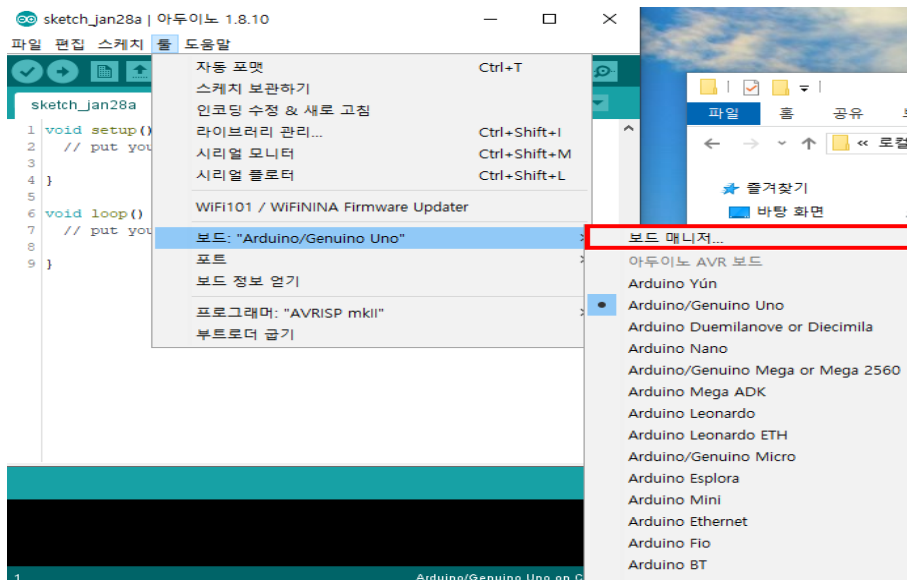 sketch_jan28a | 아두이노 1.8.10
파일 편집 스케치 툴 도움말
sketch_jan28a
1 void setup()
2 // put you
3
4 }
5
6 void loop()
7 // put you
8
9 }
자동 포맷 Ctrl+T
스케치 보관하기
인코딩 수정 & 새로 고침
라이브러리 관리... Ctrl+Shift+I
시리얼 모니터 Ctrl+Shift+M
시리얼 플로터 Ctrl+Shift+L
WiFi101 / WiFiNINA Firmware Updater
보드: "Arduino/Genuino Uno"
포트
보드 정보 얻기
프로그래머: "AVRISP mkII"
부트로더 굽기
파일 홈 공유
« 로컬
즐겨찾기
바탕 화면
보드 매니저...
아두이노 AVR 보드
Arduino Yún
Arduino/Genuino Uno
Arduino Duemilanove or Diecimila
Arduino Nano
Arduino/Genuino Mega or Mega 2560
Arduino Mega ADK
Arduino Leonardo
Arduino Leonardo ETH
Arduino/Genuino Micro
Arduino Esplora
Arduino Mini
Arduino Ethernet
Arduino Fio
Arduino BT
1 Arduino/Genuino Uno on C